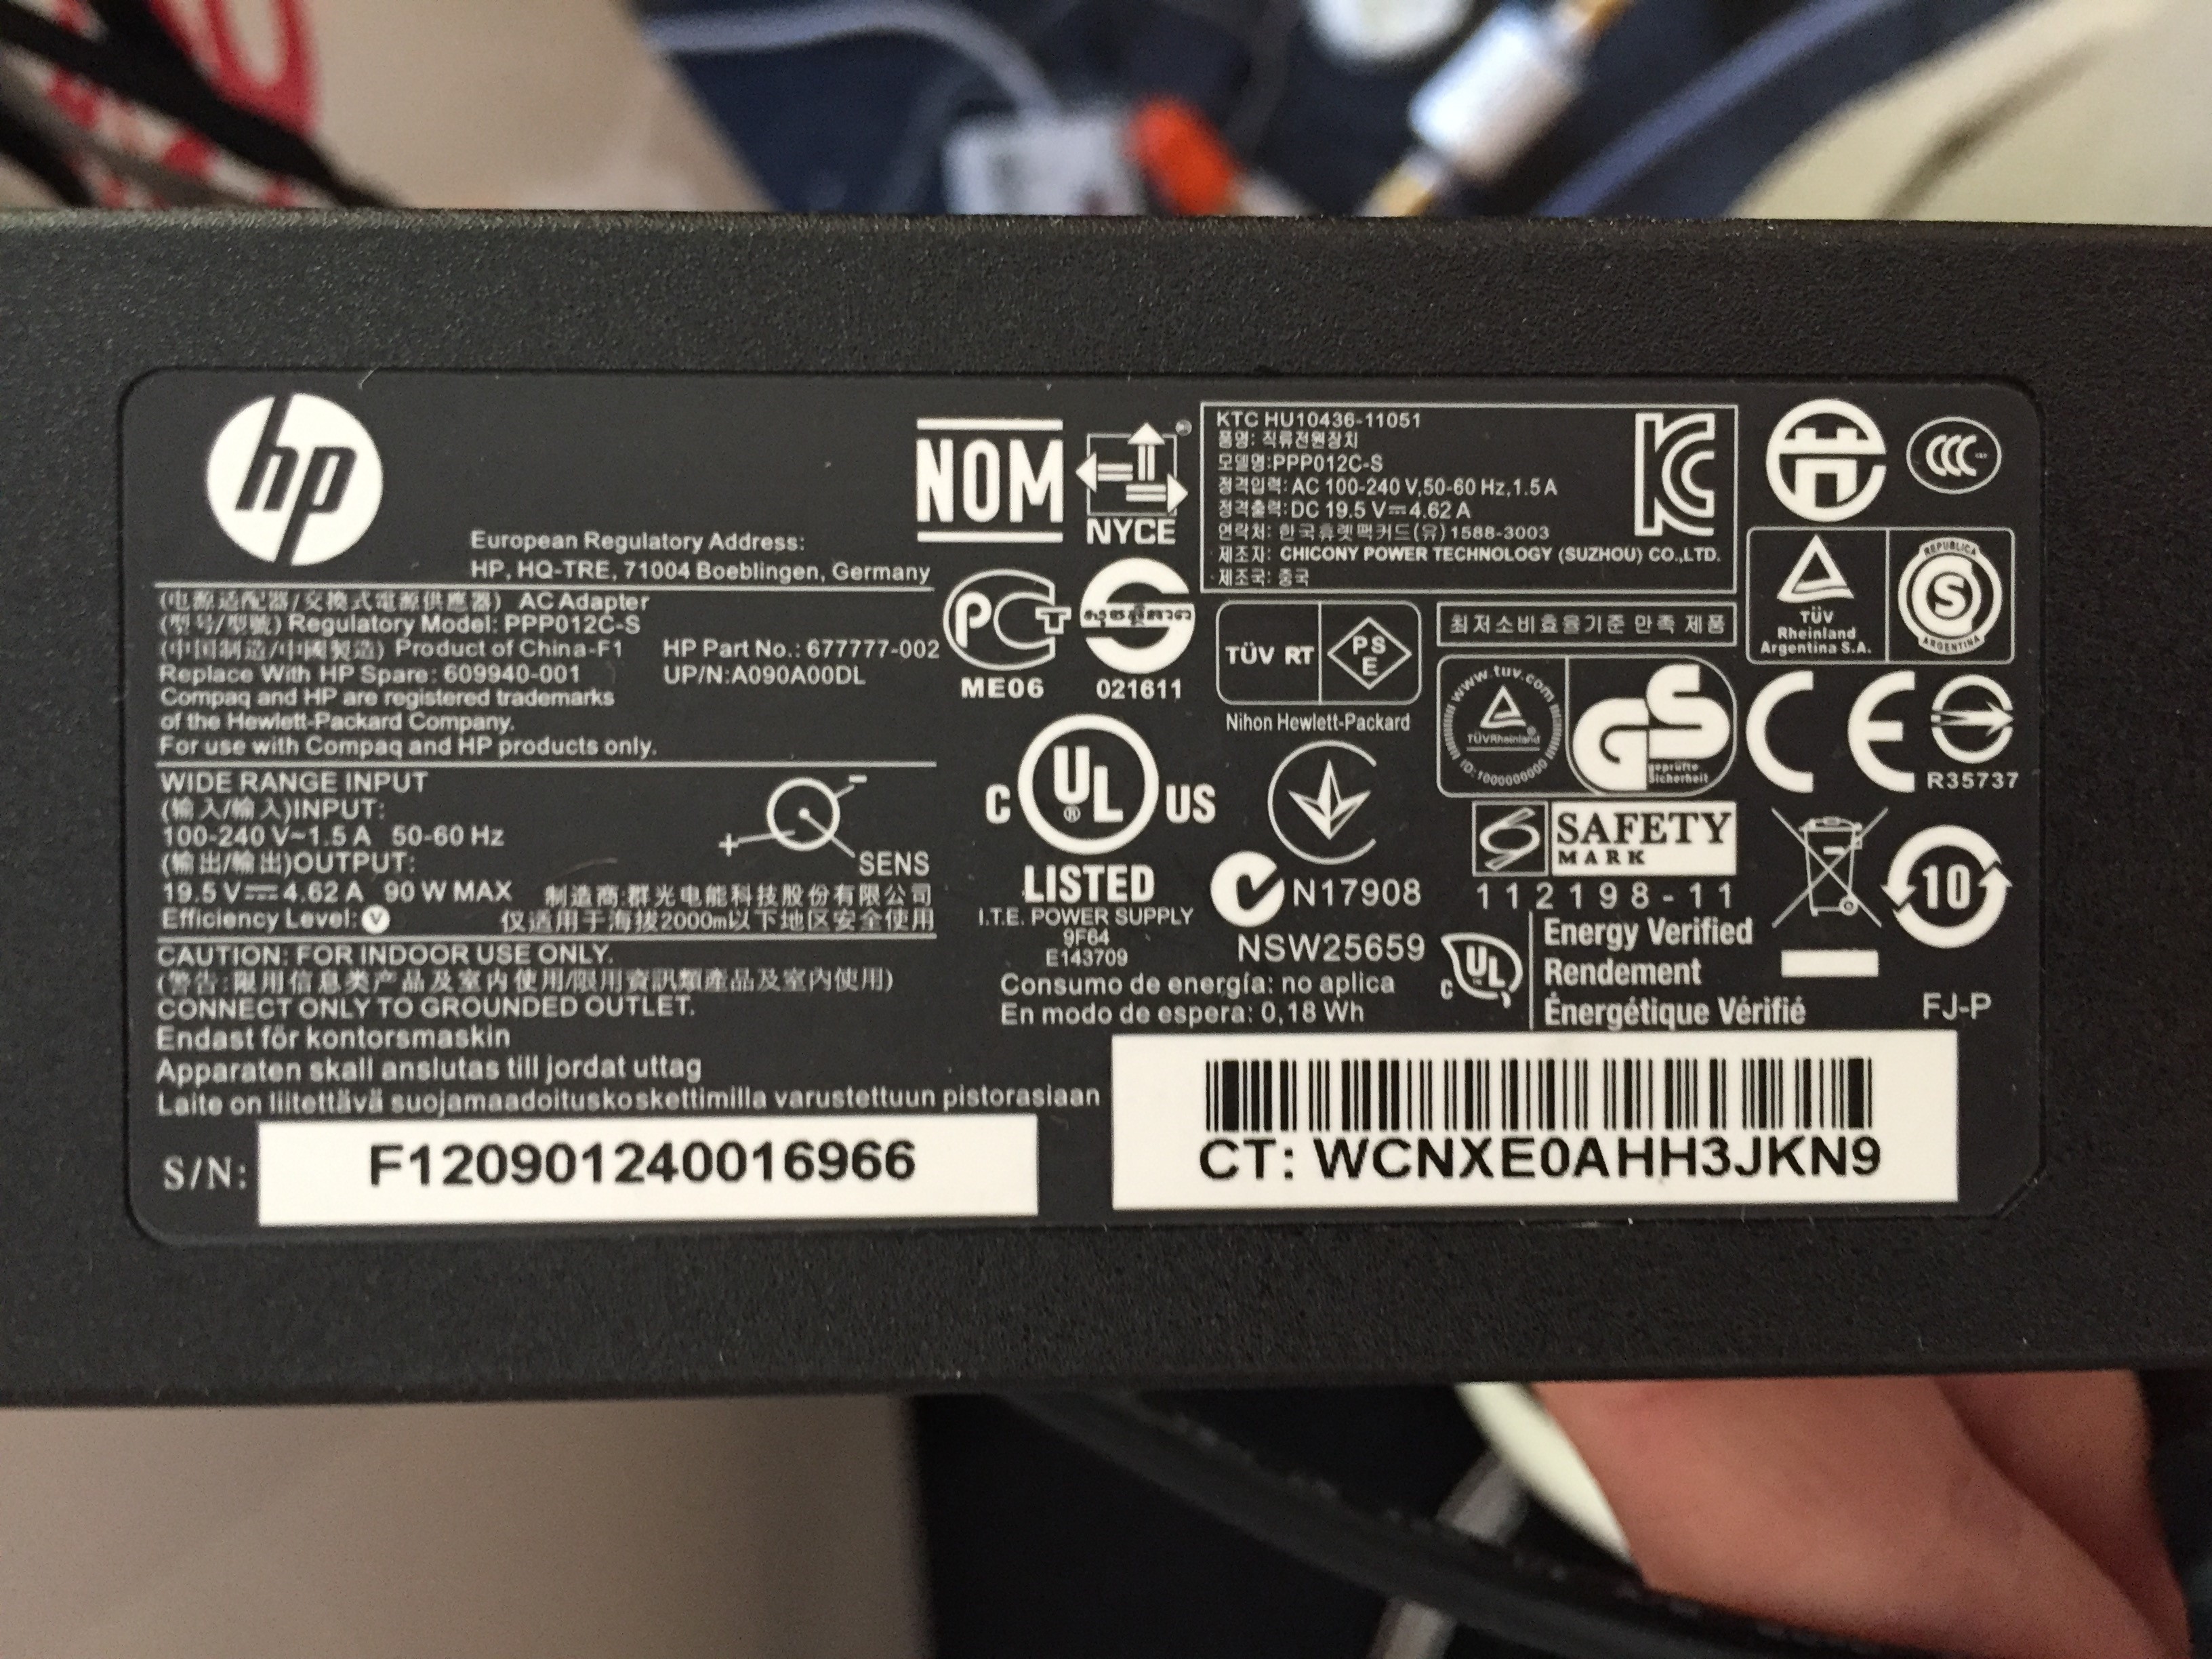 hp
European Regulatory Address:
HP, HQ-TRE, 71004 Boeblingen, Germany
(电源适配器/交換式電源供應器) AC Adapter
(型号/型號) Regulatory Model: PPP012C-S
(中国制造/中國製造) Product of China-F1
HP Part No.: 677777-002
Replace With HP Spare: 609940-001
UP/N:A090A00DL
Compaq and HP are registered trademarks
of the Hewlett-Packard Company.
For use with Compaq and HP products only.
WIDE RANGE INPUT
(输入/輸入)INPUT:
100-240 V~1.5 A 50-60 Hz
(输出/輸出)OUTPUT:
19.5 V⎓4.62 A 90 W MAX
Efficiency Level: V
- + SENS
制造商:群光电能科技股份有限公司
仅适用于海拔2000m以下地区安全使用
CAUTION: FOR INDOOR USE ONLY.
(警告:限用信息类产品及室内使用/限用資訊類產品及室內使用)
CONNECT ONLY TO GROUNDED OUTLET.
Endast för kontorsmaskin
Apparaten skall anslutas till jordat uttag
Laite on liitettävä suojamaadoituskoskettimilla varustettuun pistorasiaan
S/N: F120901240016966
NOM
NYCE
PCT
ME06
021611
C UL US
LISTED
I.T.E. POWER SUPPLY
9F64
E143709
Consumo de energía: no aplica
En modo de espera: 0,18 Wh
KTC HU10436-11051
품명: 직류전원장치
모델명:PPP012C-S
정격입력: AC 100-240 V,50-60 Hz,1.5 A
정격출력: DC 19.5 V⎓4.62 A
연락처: 한국휴렛팩커드(유)1588-3003
제조자: CHICONY POWER TECHNOLOGY (SUZHOU) CO.,LTD.
제조국: 중국
KC
CCC
TÜV RT
PS
E
Nihon Hewlett-Packard
최저소비효율기준 만족 제품
TÜV
Rheinland
Argentina S.A.
REPUBLICA
S
ARGENTINA
www.tuv.com
TÜVRheinland
ID:1000000000
GS
geprüfte
Sicherheit
CE
R35737
N17908
NSW25659
SAFETY
MARK
112198-11
10
c UL
Energy Verified
Rendement
Énergétique Vérifié
FJ-P
CT: WCNXE0AHH3JKN9